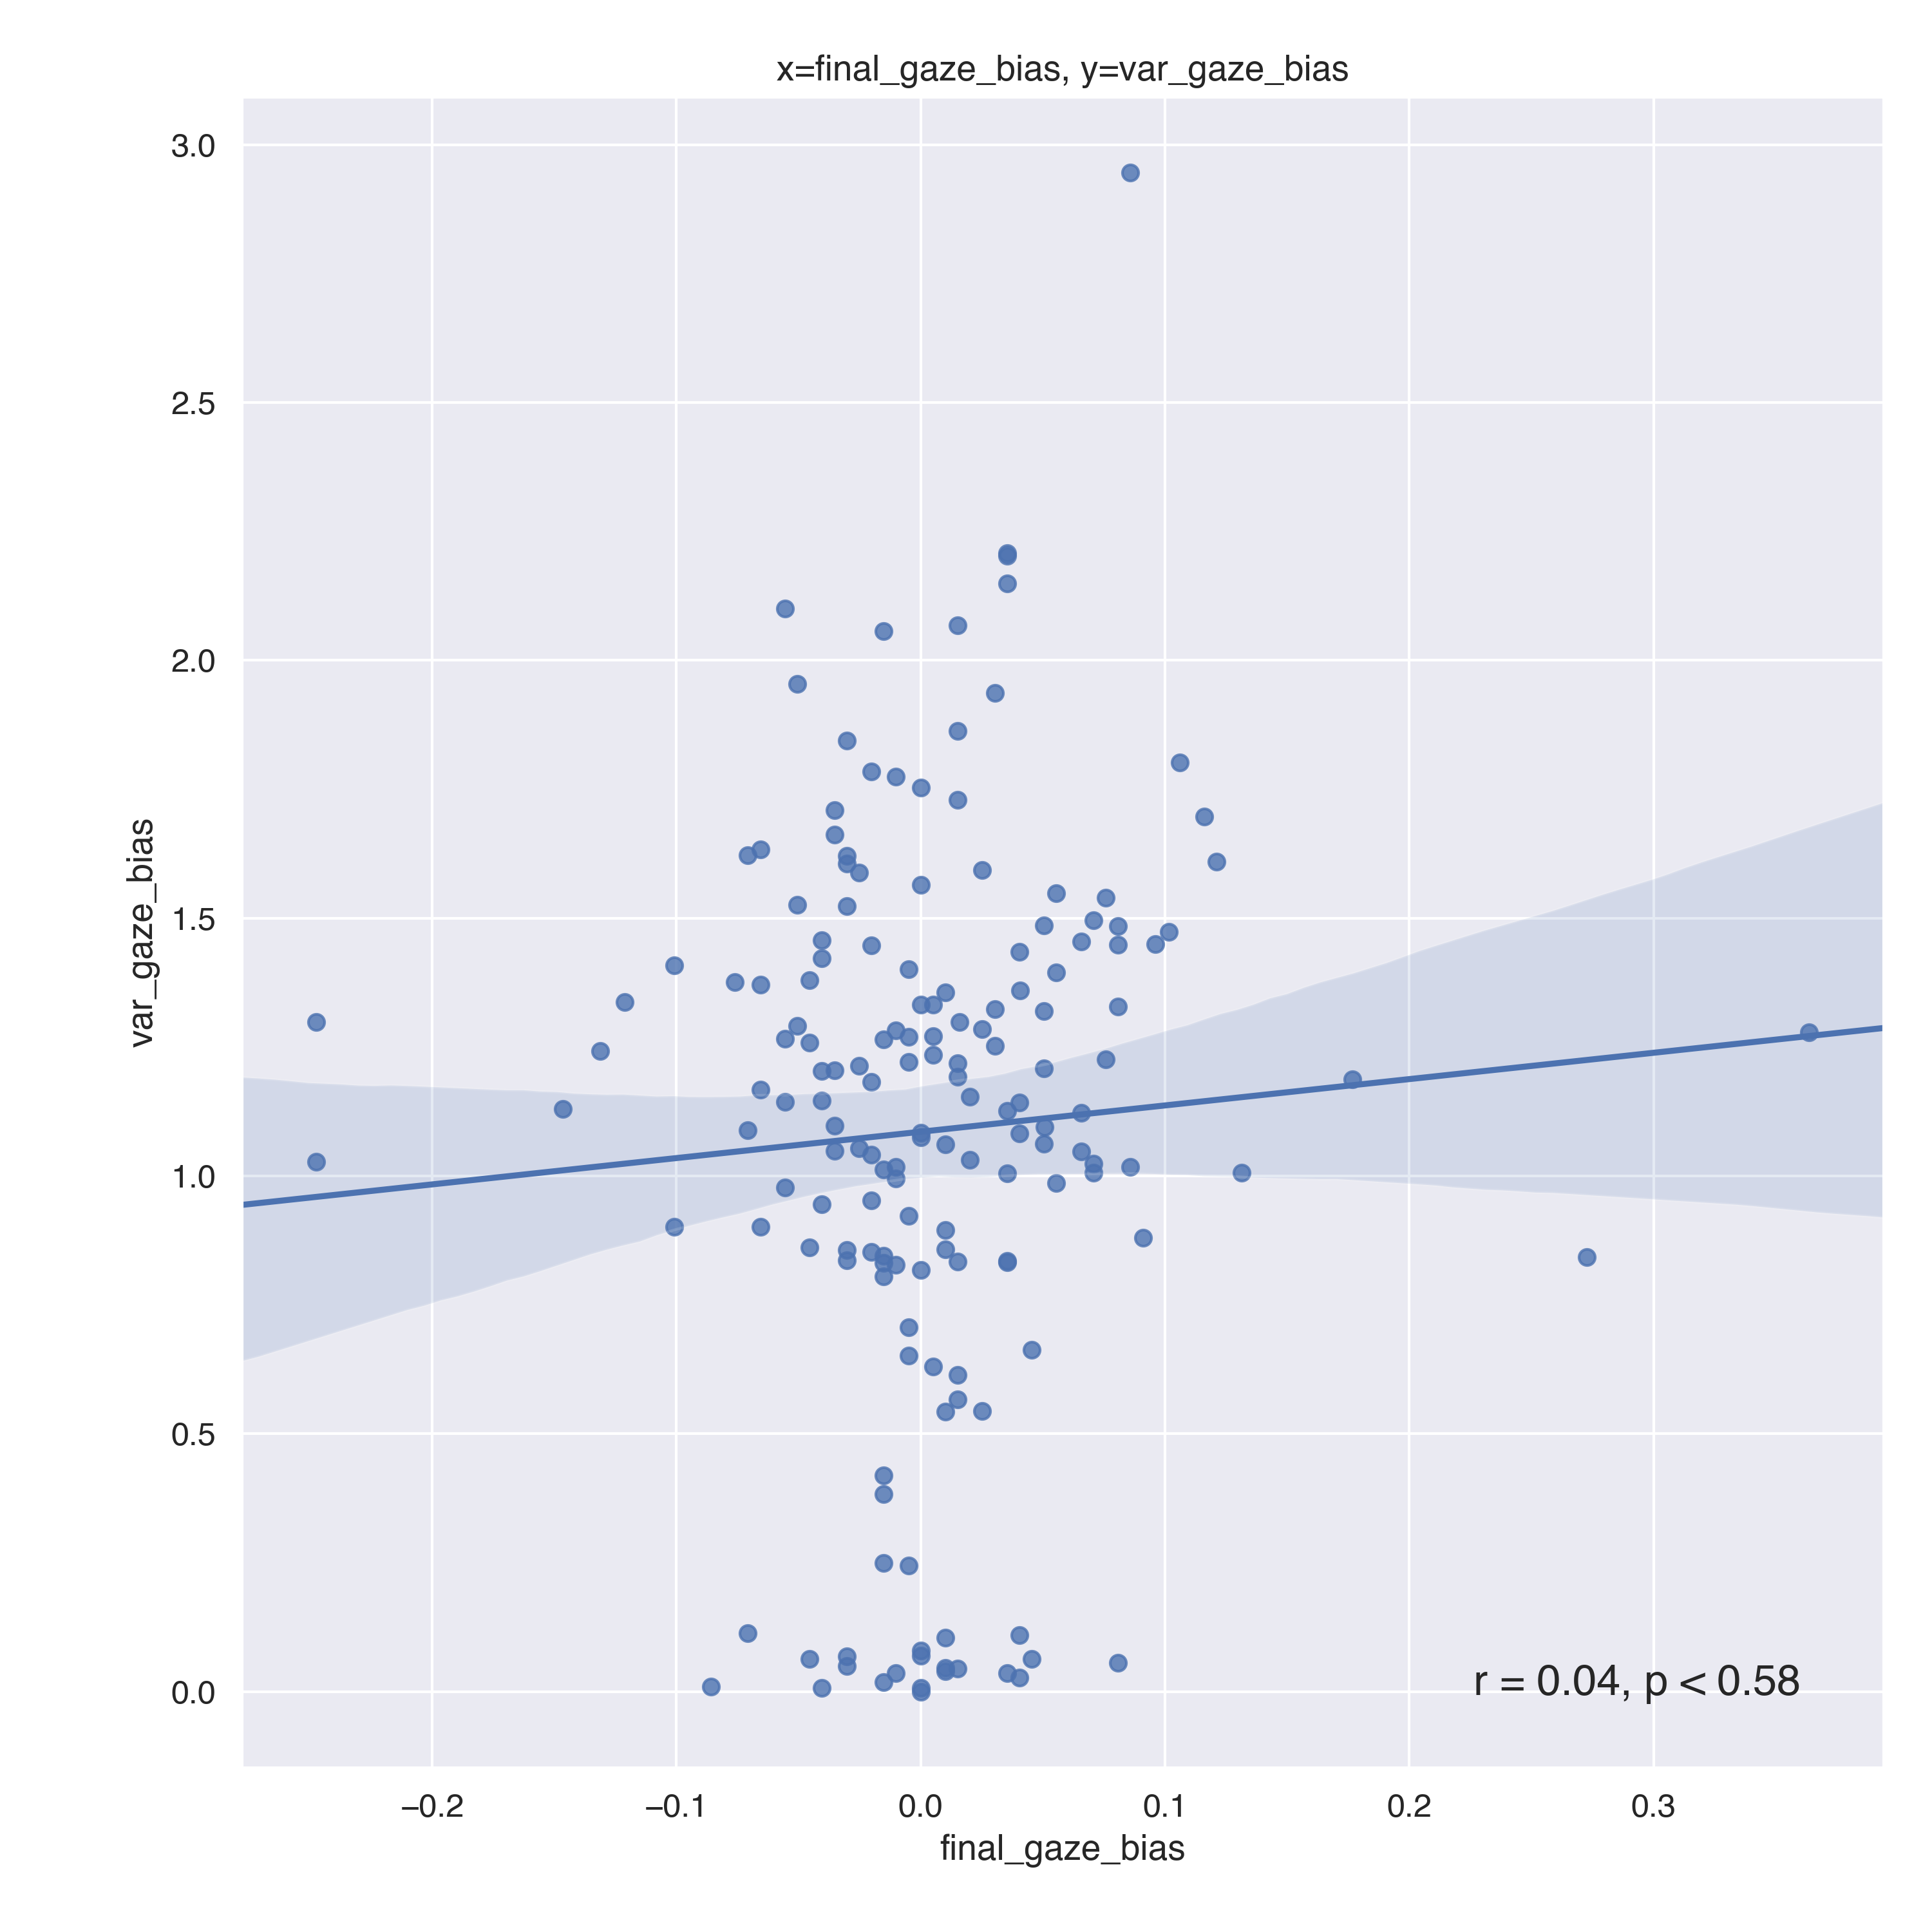 x=final_gaze_bias, y=var_gaze_bias
3.0
2.5
2.0
1.5
1.0
0.5
0.0
var_gaze_bias
r = 0.04, p < 0.58
−0.2 −0.1 0.0 0.1 0.2 0.3
final_gaze_bias